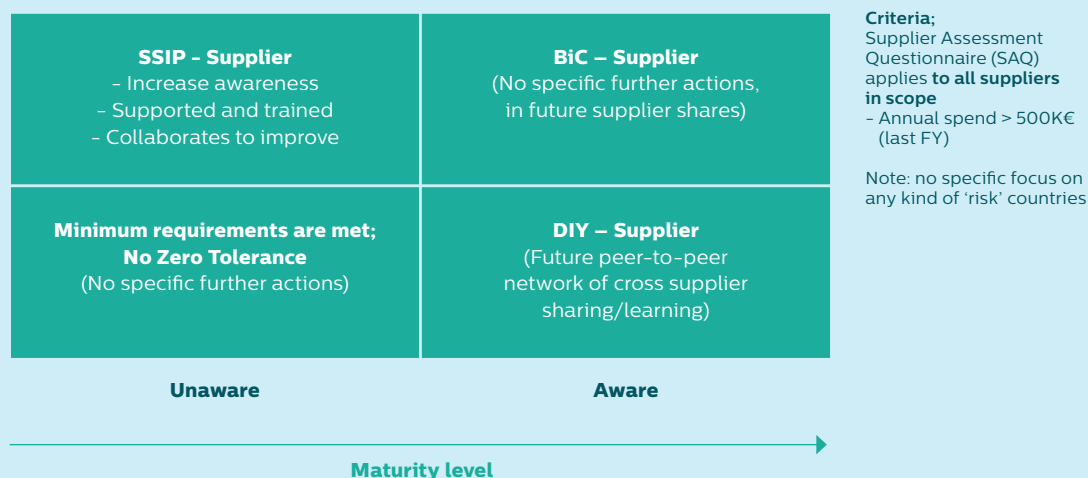 SSIP - Supplier
– Increase awareness
– Supported and trained
– Collaborates to improve
BiC – Supplier
(No specific further actions,
in future supplier shares)
Minimum requirements are met;
No Zero Tolerance
(No specific further actions)
DIY – Supplier
(Future peer-to-peer
network of cross supplier
sharing/learning)
Unaware
Aware
Maturity level
Criteria;
Supplier Assessment
Questionnaire (SAQ)
applies to all suppliers
in scope
– Annual spend > 500K€
(last FY)
Note: no specific focus on
any kind of ‘risk’ countries